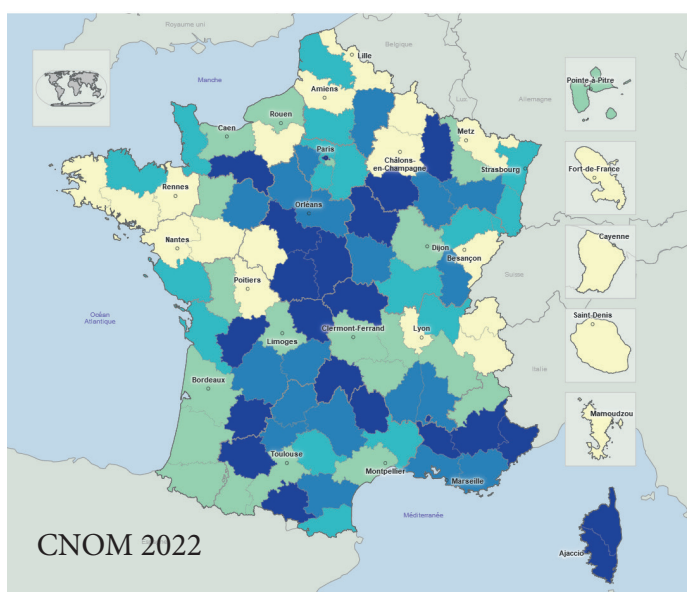 Royaume uni
Belgique
Lille
Manche
Amiens
Lux.
Allemagne
Pointe-à-Pitre
Rouen
Caen
Metz
Paris
Châlons-
en-Champagne
Strasbourg
Fort-de-France
Rennes
Orléans
Cayenne
Nantes
Dijon
Besançon
Suisse
Poitiers
Océan
Atlantique
Saint-Denis
Limoges
Clermont-Ferrand
Lyon
Italie
Bordeaux
Mamoudzou
Toulouse
Montpellier
Marseille
Méditerranée
CNOM 2022
Ajaccio